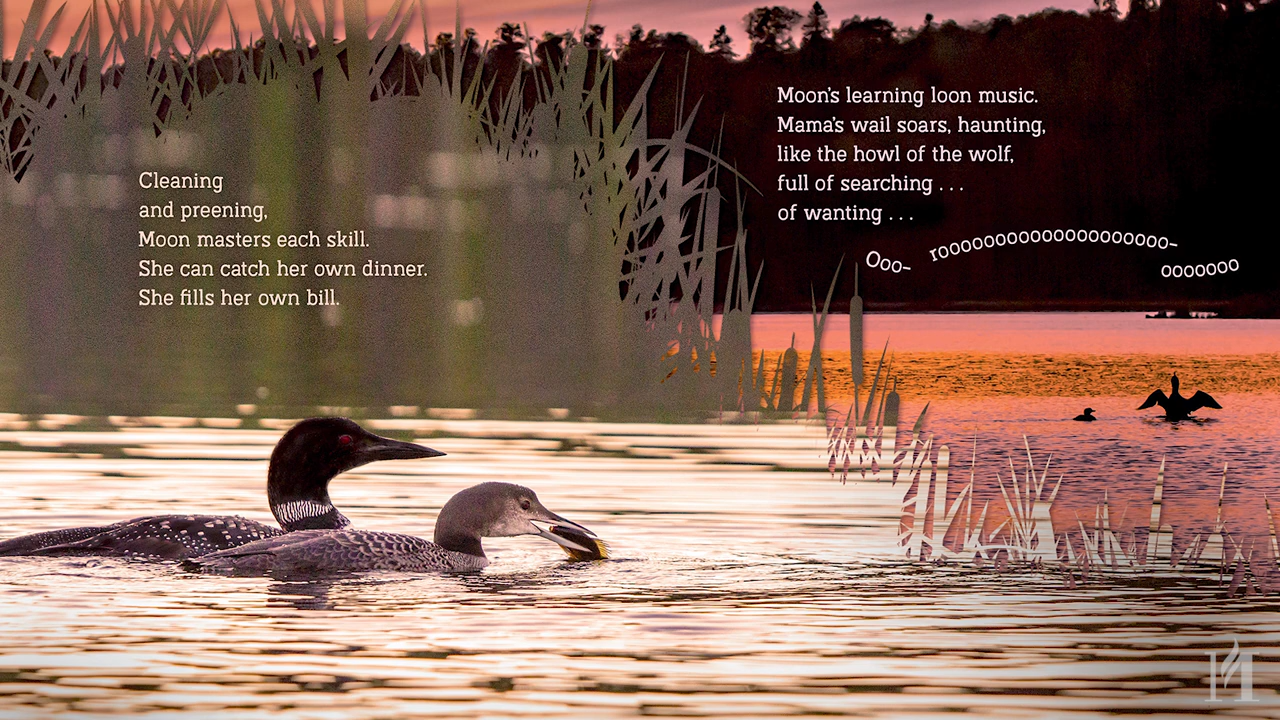 Cleaning
and preening,
Moon masters each skill.
She can catch her own dinner.
She fills her own bill.
Moon's learning loon music.
Mama's wail soars, haunting,
like the howl of the wolf,
full of searching . . .
of wanting . . .
Ooo-
roooooooooooooooooooo-
ooooooo